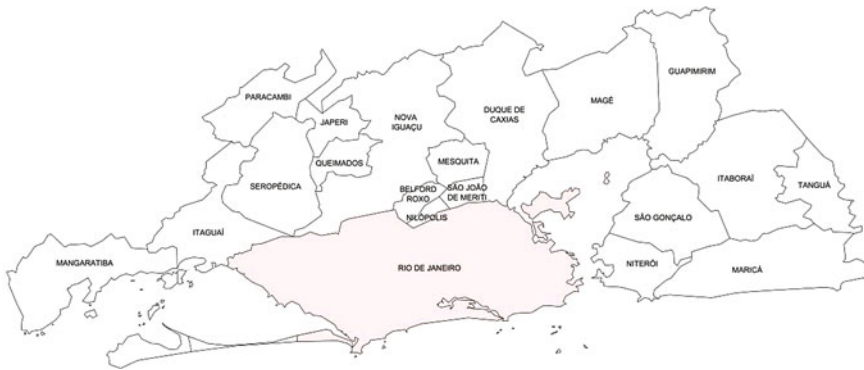 GUAPIMIRIM
PARACAMBI
MAGÉ
DUQUE DE
CAXIAS
JAPERI
NOVA
IGUAÇU
QUEIMADOS
MESQUITA
ITABORAÍ
SEROPÉDICA
TANGUÁ
BELFORD
ROXO
SÃO JOÃO
DE MERITI
NILÓPOLIS
SÃO GONÇALO
ITAGUAÍ
MANGARATIBA
NITERÓI
RIO DE JANEIRO
MARICÁ